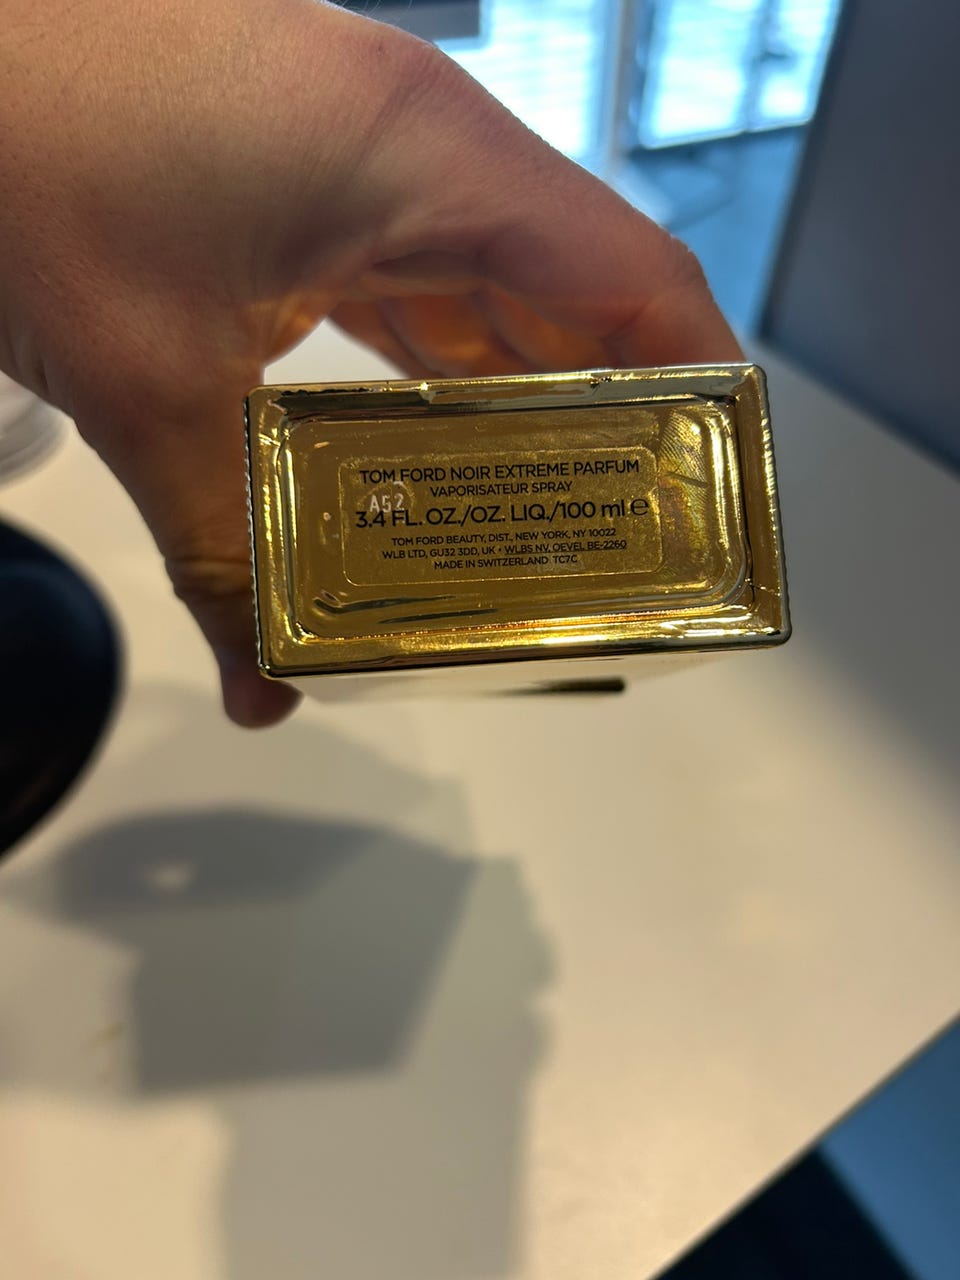 TOM FORD NOIR EXTREME PARFUM
VAPORISATEUR SPRAY
A52
3.4 FL. OZ./OZ. LIQ./100 ml ℮
TOM FORD BEAUTY, DIST., NEW YORK, NY 10022
WLB LTD, GU32 3DD, UK • WLBS NV, OEVEL BE-2260
MADE IN SWITZERLAND TC7C